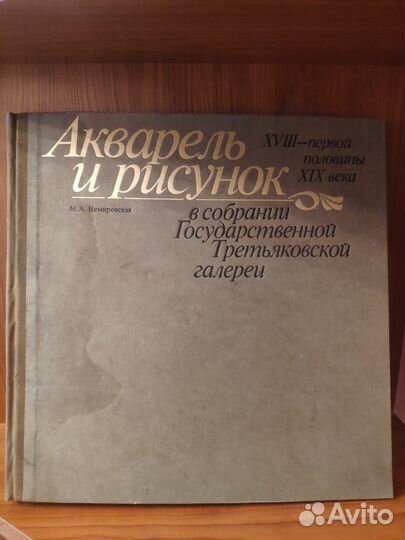 Акварель
и рисунок
XVIII—первой
половины
XIX века
М.А. Немировская
в собрании
Государственной
Третьяковской
галереи
Avito